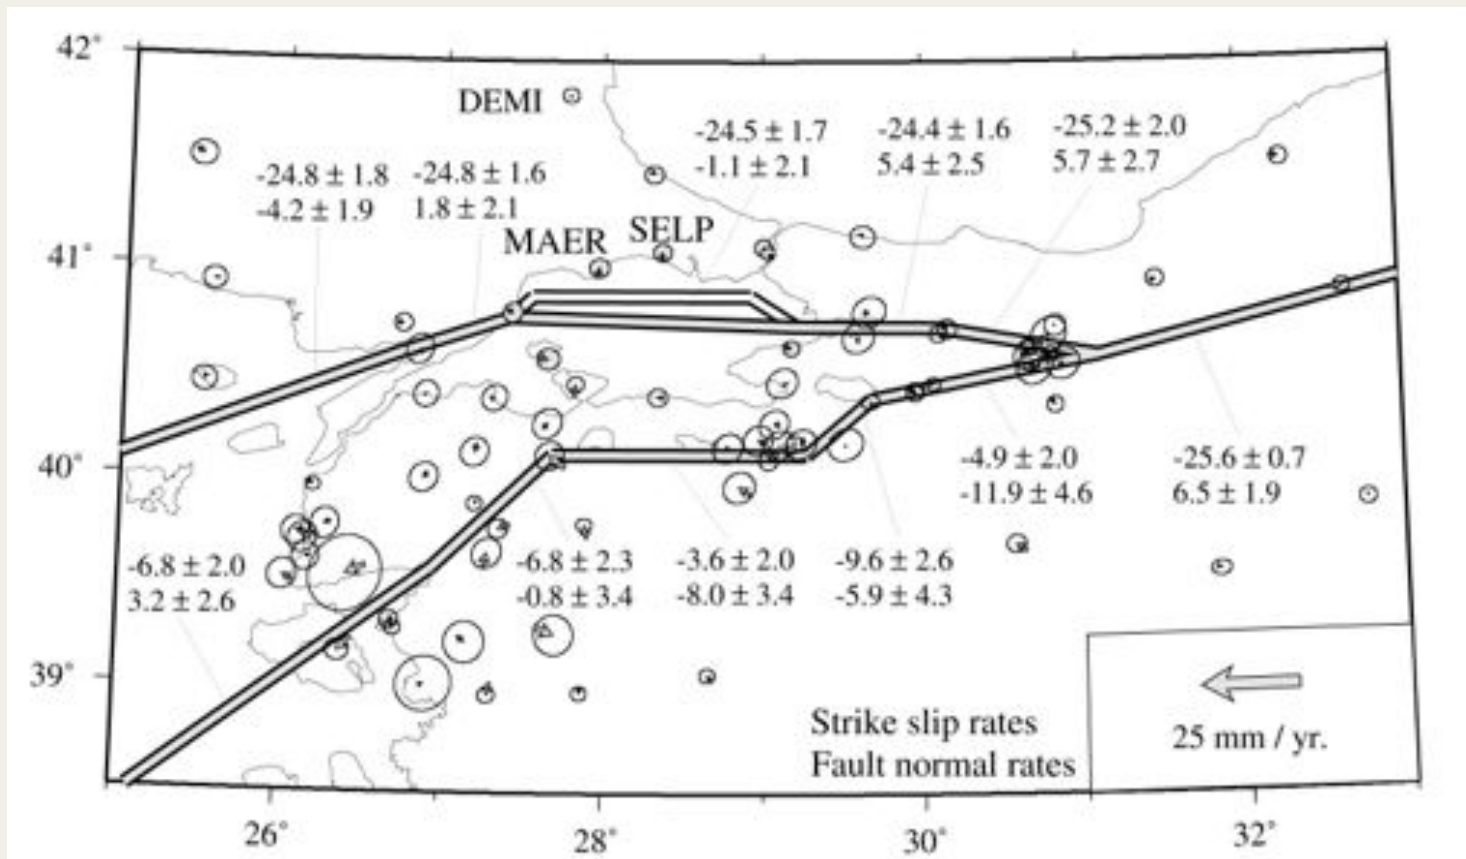 42°
DEMI
-24.5 ± 1.7
-1.1 ± 2.1
-24.4 ± 1.6
5.4 ± 2.5
-25.2 ± 2.0
5.7 ± 2.7
-24.8 ± 1.8
-4.2 ± 1.9
-24.8 ± 1.6
1.8 ± 2.1
MAER
SELP
41°
40°
-4.9 ± 2.0
-11.9 ± 4.6
-25.6 ± 0.7
6.5 ± 1.9
-6.8 ± 2.0
3.2 ± 2.6
-6.8 ± 2.3
-0.8 ± 3.4
-3.6 ± 2.0
-8.0 ± 3.4
-9.6 ± 2.6
-5.9 ± 4.3
39°
Strike slip rates
Fault normal rates
25 mm / yr.
26°
28°
30°
32°